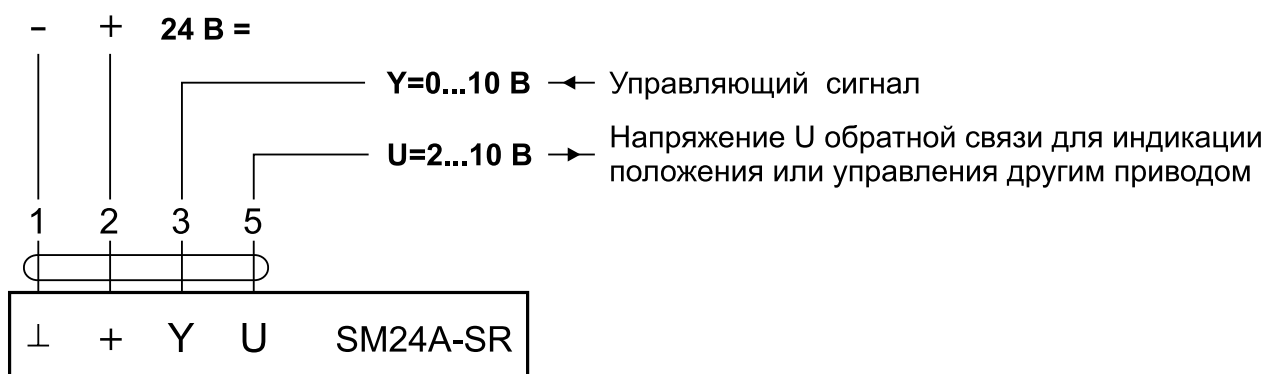 - + 24 В =
Y=0...10 В Управляющий сигнал
U=2...10 В Напряжение U обратной связи для индикации
положения или управления другим приводом
1 2 3 5
⊥ + Y U SM24A-SR